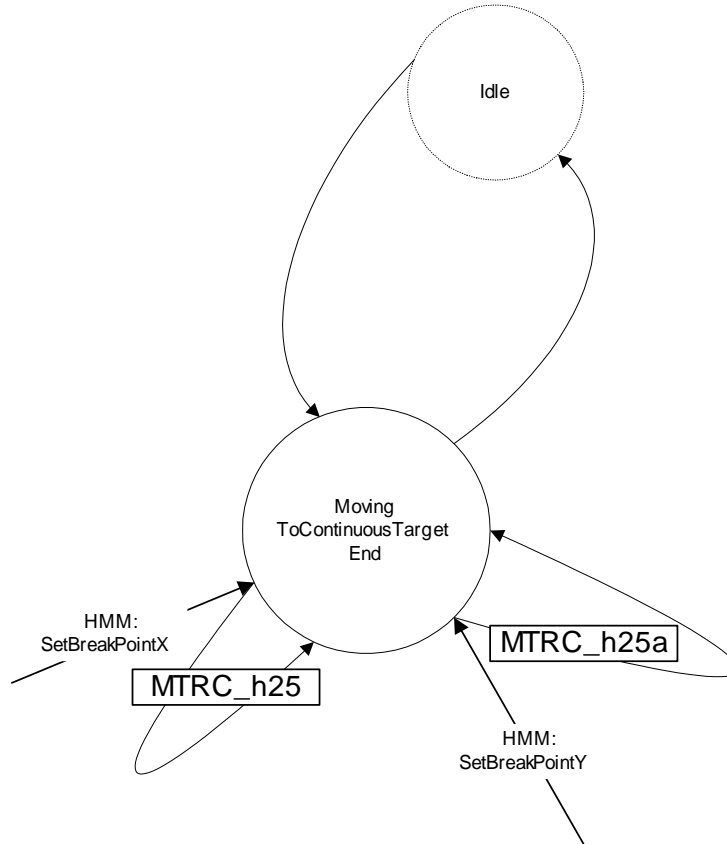 Idle
Moving
ToContinuousTarget
End
HMM:
SetBreakPointX
MTRC_h25
MTRC_h25a
HMM:
SetBreakPointY